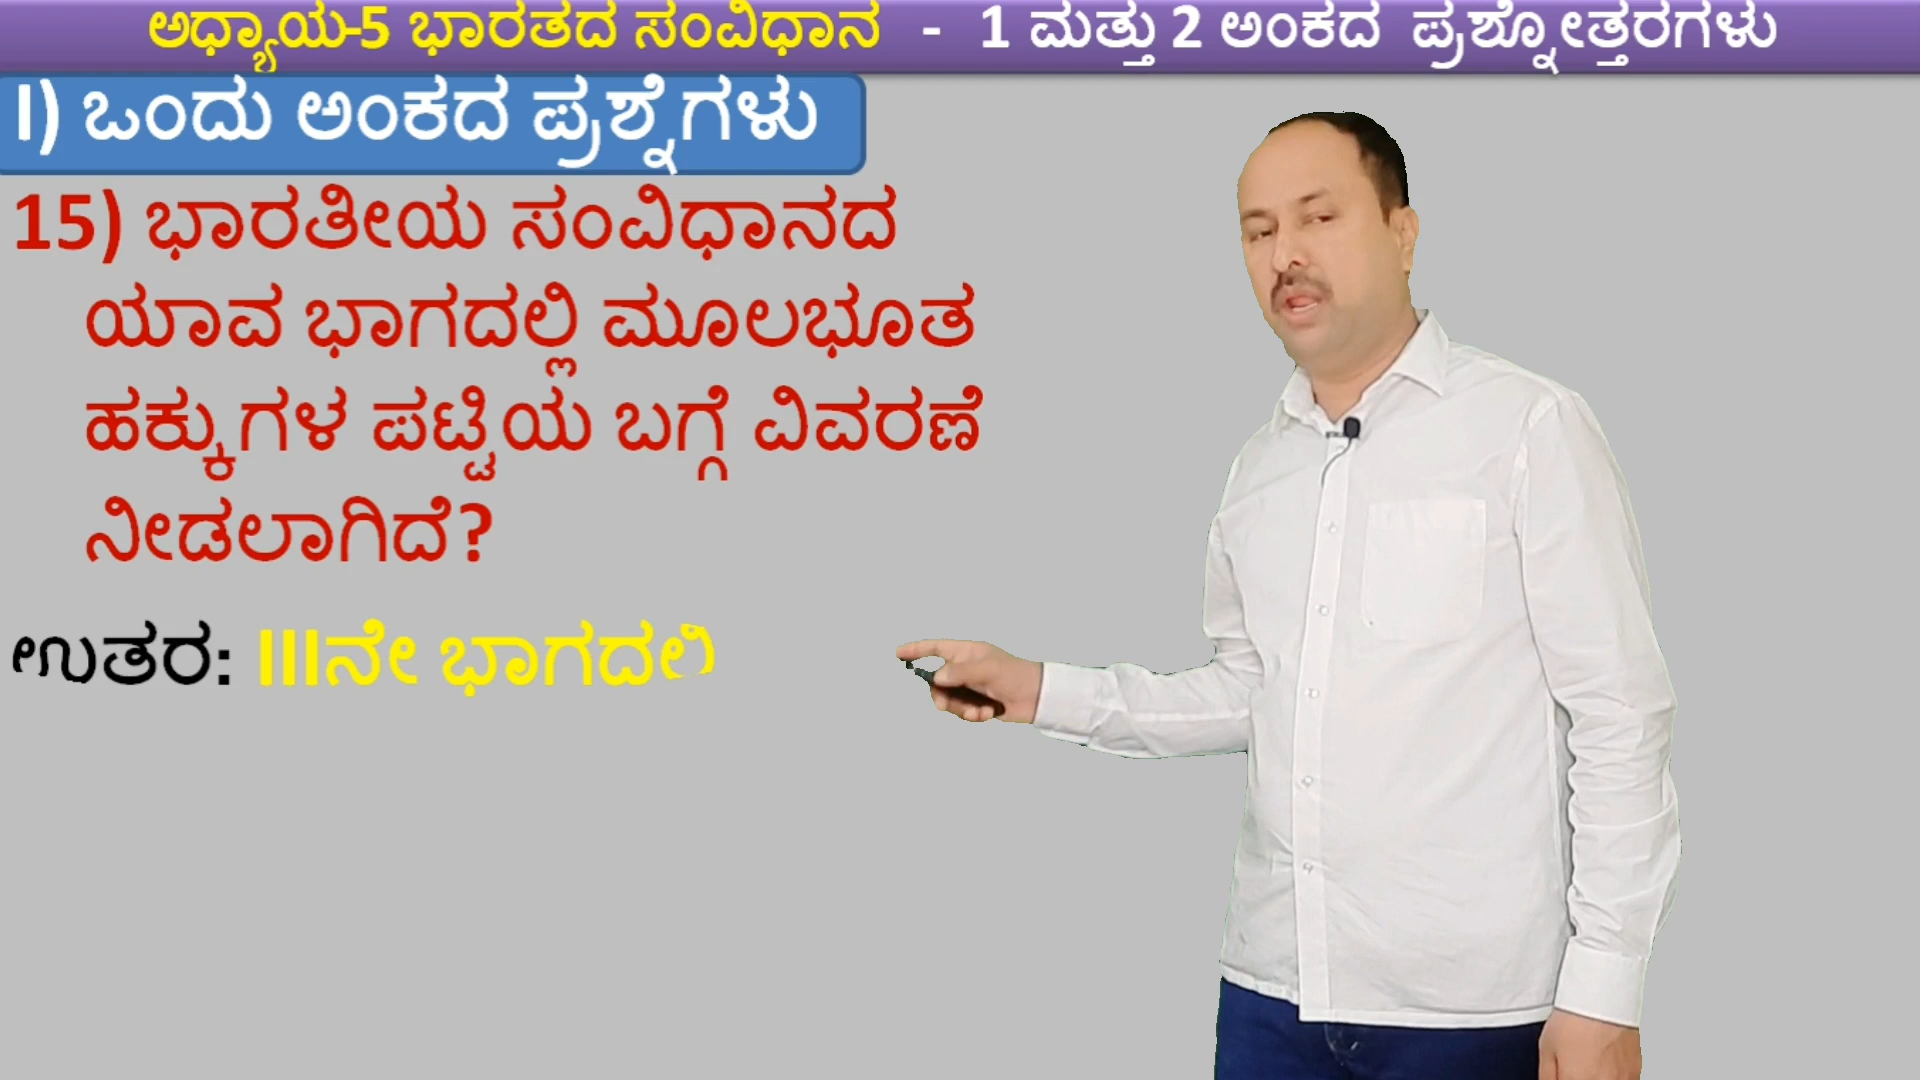 ಅಧ್ಯಾಯ-5 ಭಾರತದ ಸಂವಿಧಾನ - 1 ಮತ್ತು 2 ಅಂಕದ ಪ್ರಶ್ನೋತ್ತರಗಳು
I) ಒಂದು ಅಂಕದ ಪ್ರಶ್ನೆಗಳು
15) ಭಾರತೀಯ ಸಂವಿಧಾನದ
ಯಾವ ಭಾಗದಲ್ಲಿ ಮೂಲಭೂತ
ಹಕ್ಕುಗಳ ಪಟ್ಟಿಯ ಬಗ್ಗೆ ವಿವರಣೆ
ನೀಡಲಾಗಿದೆ?
ಉತ್ತರ: IIIನೇ ಭಾಗದಲ್ಲಿ